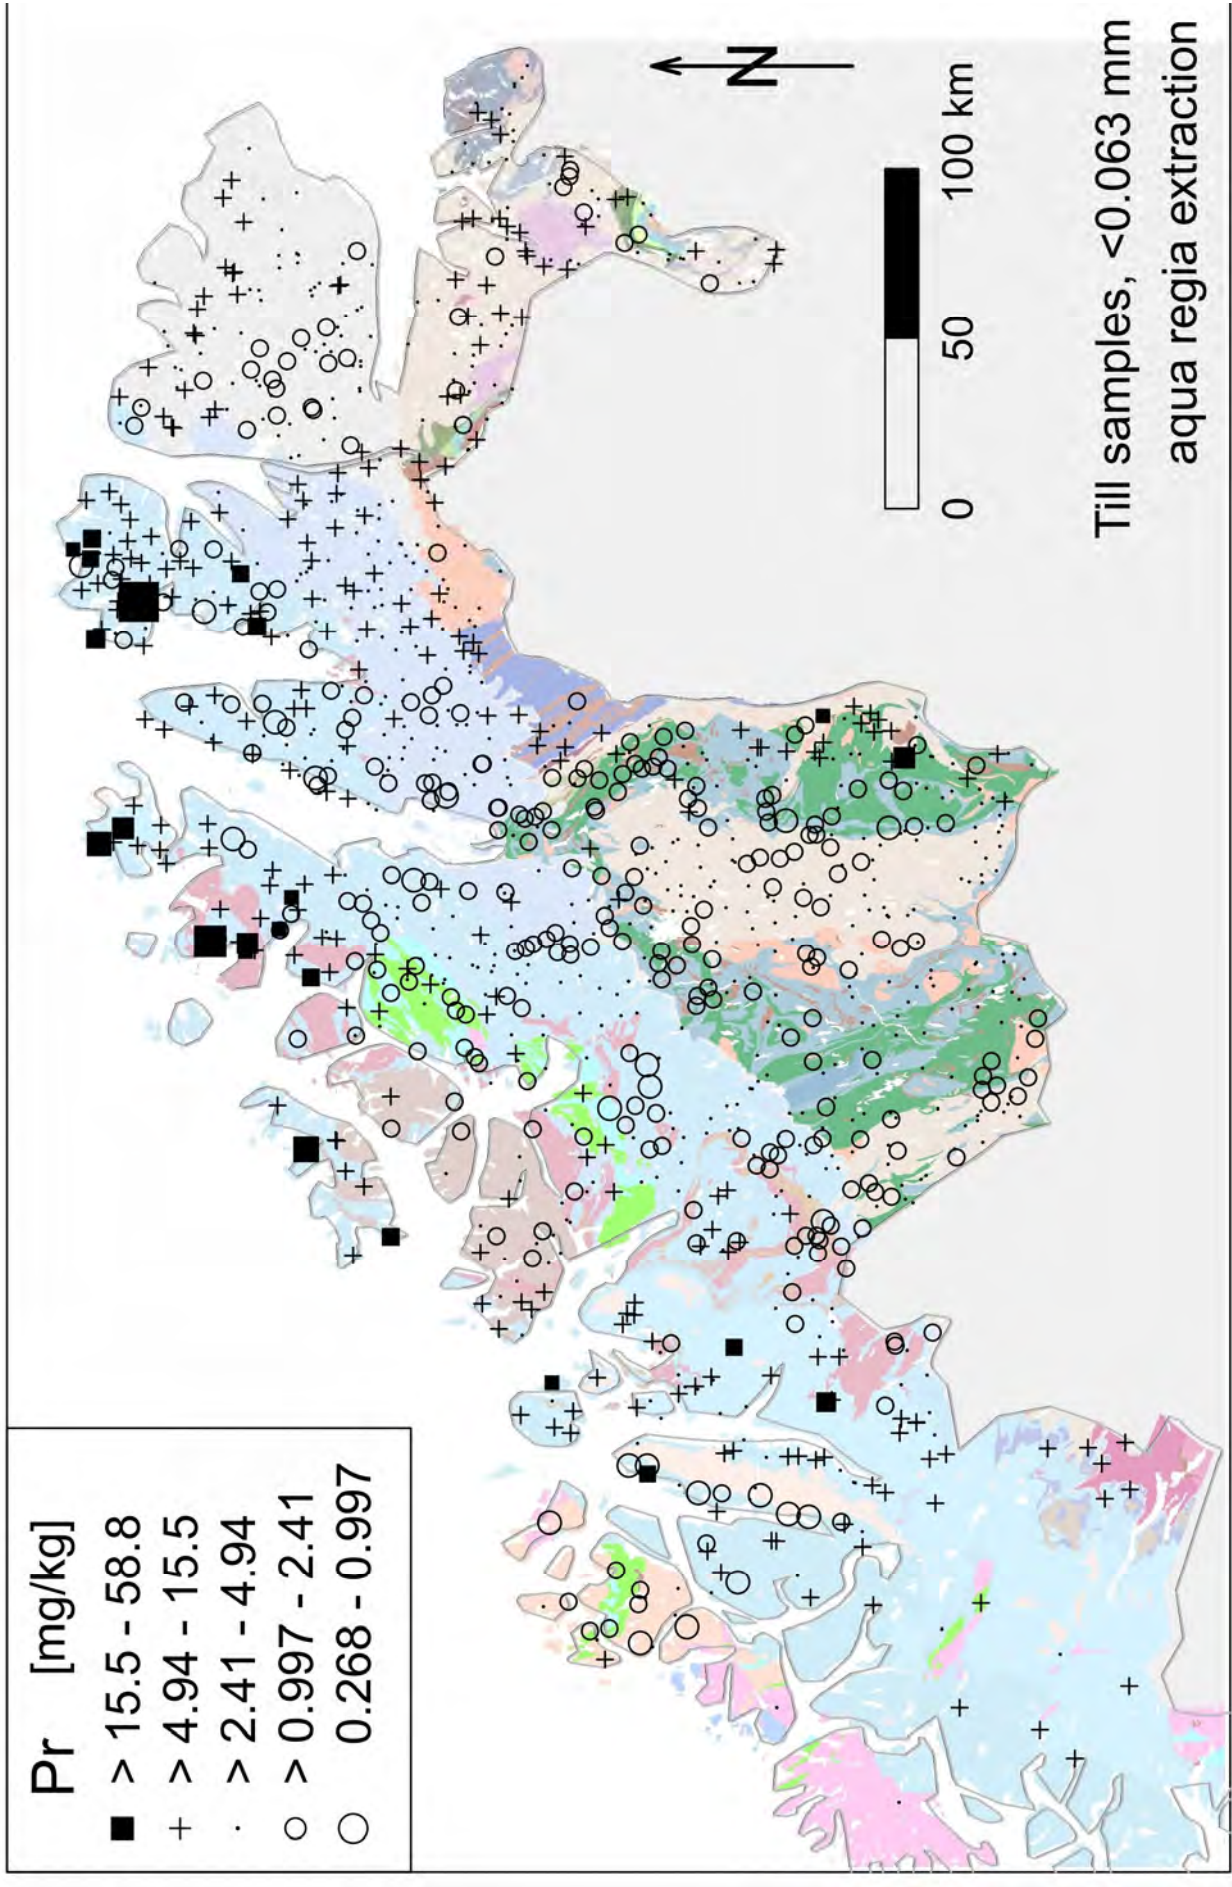 Pr [mg/kg]
> 15.5 - 58.8
> 4.94 - 15.5
> 2.41 - 4.94
> 0.997 - 2.41
0.268 - 0.997
N
0 50 100 km
Till samples, <0.063 mm
aqua regia extraction